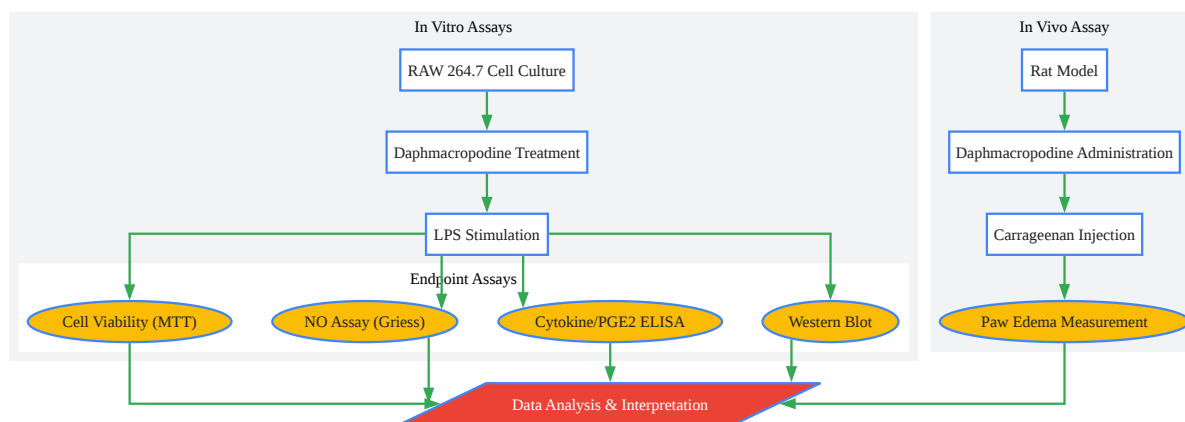 In Vitro Assays
RAW 264.7 Cell Culture
Daphmacropodine Treatment
LPS Stimulation
Endpoint Assays
Cell Viability (MTT)
NO Assay (Griess)
Cytokine/PGE2 ELISA
Western Blot
In Vivo Assay
Rat Model
Daphmacropodine Administration
Carrageenan Injection
Paw Edema Measurement
Data Analysis & Interpretation